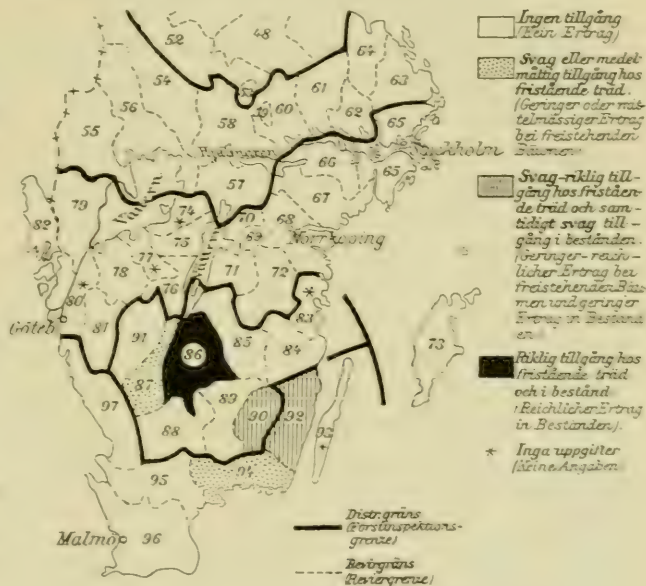 Ingen tillgång
(Kein Ertrag)
Svag eller medel-
måttig tillgång hos
fristående träd.
(Geringer oder mit-
telmässiger Ertrag
bei freistehenden
Bäumen
Svag-riklig till-
gång hos fristående
träd och sam-
tidigt svag till-
gång i bestånden.
(Geringer-reich-
licher Ertrag bei
freistehenden Bäu-
men und geringer
Ertrag in Bestand
en
Riklig tillgång hos
fristående träd
och i bestånd
(Reichlicher Ertrag
in Beständen).
* Inga uppgifter
(Keine Angaben
52 48 64
54 61 63
56 58 60 62
55 65
Stockholm
66 65
57 67
79 Vänern 74 70 68
82 75 69 Norrköping
78 77 71 72
80 76
Göteb 81 91 85 83
86 84 73
87 89
97 90 92 93
88
95 94
Malmö 96
Distr.gräns
(Forstinspektions-
grenze)
Revirgräns
(Reviergrenze)